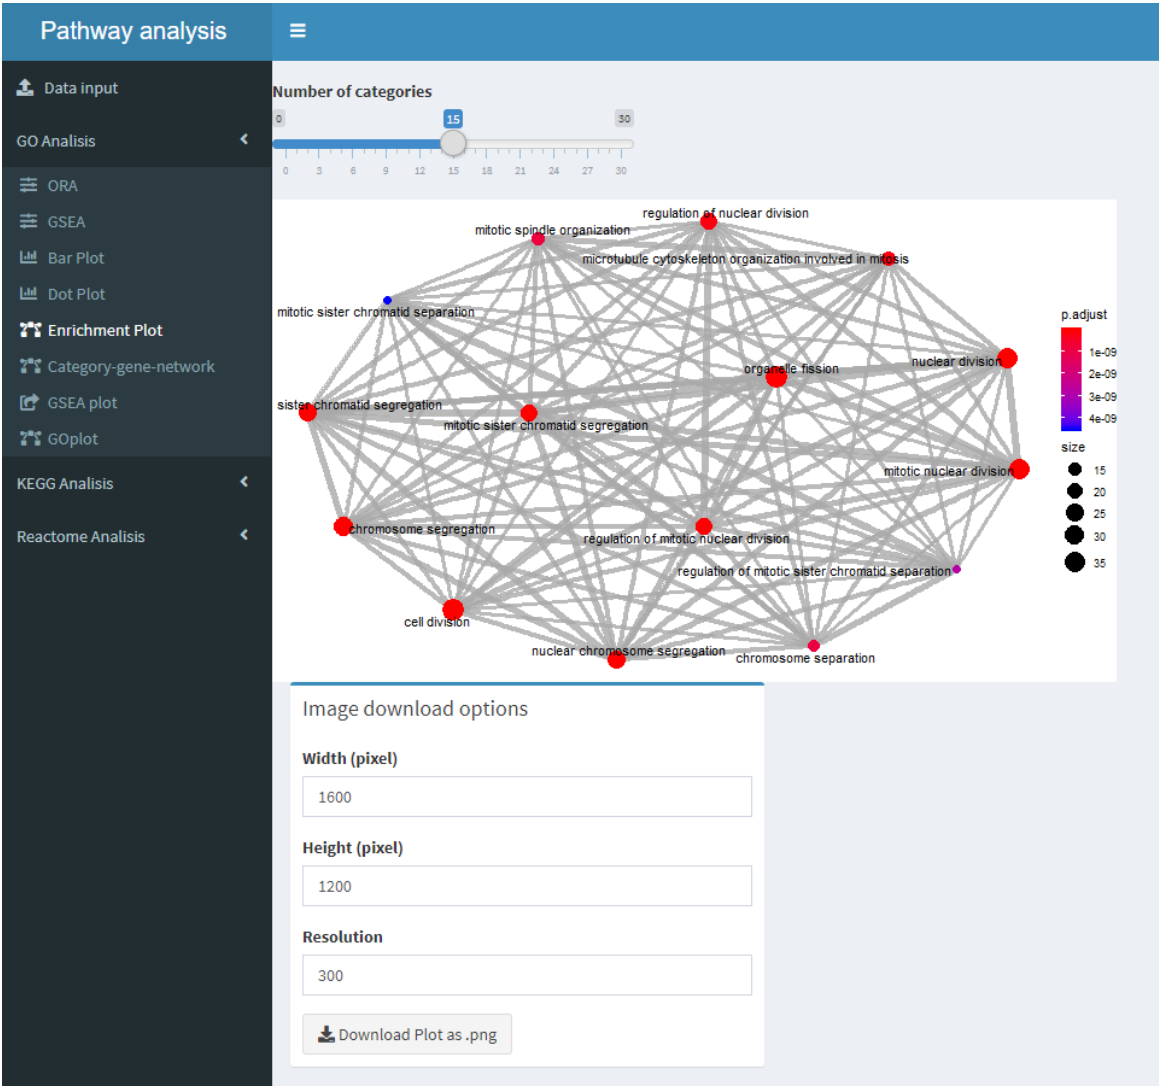 Pathway analysis
Data input
GO Analisis
ORA
GSEA
Bar Plot
Dot Plot
Enrichment Plot
Category-gene-network
GSEA plot
GOplot
KEGG Analisis
Reactome Analisis
Number of categories
0 15 30
0 3 6 9 12 15 18 21 24 27 30
regulation of nuclear division
mitotic spindle organization
microtubule cytoskeleton organization involved in mitosis
mitotic sister chromatid separation
nuclear division
organelle fission
sister chromatid segregation
mitotic sister chromatid segregation
mitotic nuclear division
chromosome segregation
regulation of mitotic nuclear division
regulation of mitotic sister chromatid separation
cell division
nuclear chromosome segregation
chromosome separation
p.adjust
1e-09
2e-09
3e-09
4e-09
size
15
20
25
30
35
Image download options
Width (pixel)
1600
Height (pixel)
1200
Resolution
300
Download Plot as .png